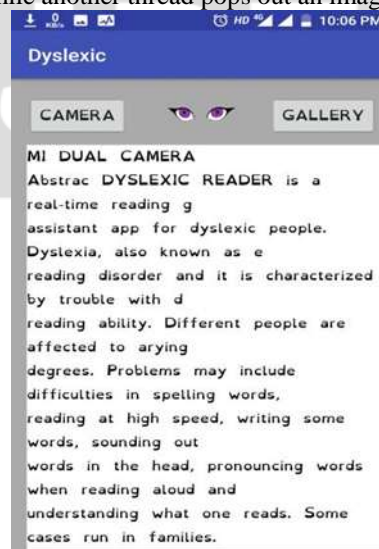 while another thread pops out an imag
10:06 PM
Dyslexic
CAMERA
GALLERY
MI DUAL CAMERA
Abstrac DYSLEXIC READER is a
real-time reading g
assistant app for dyslexic people.
Dyslexia, also known as e
reading disorder and it is characterized
by trouble with d
reading ability. Different people are
affected to arying
degrees. Problems may include
difficulties in spelling words,
reading at high speed, writing some
words, sounding out
words in the head, pronouncing words
when reading aloud and
understanding what one reads. Some
cases run in families.